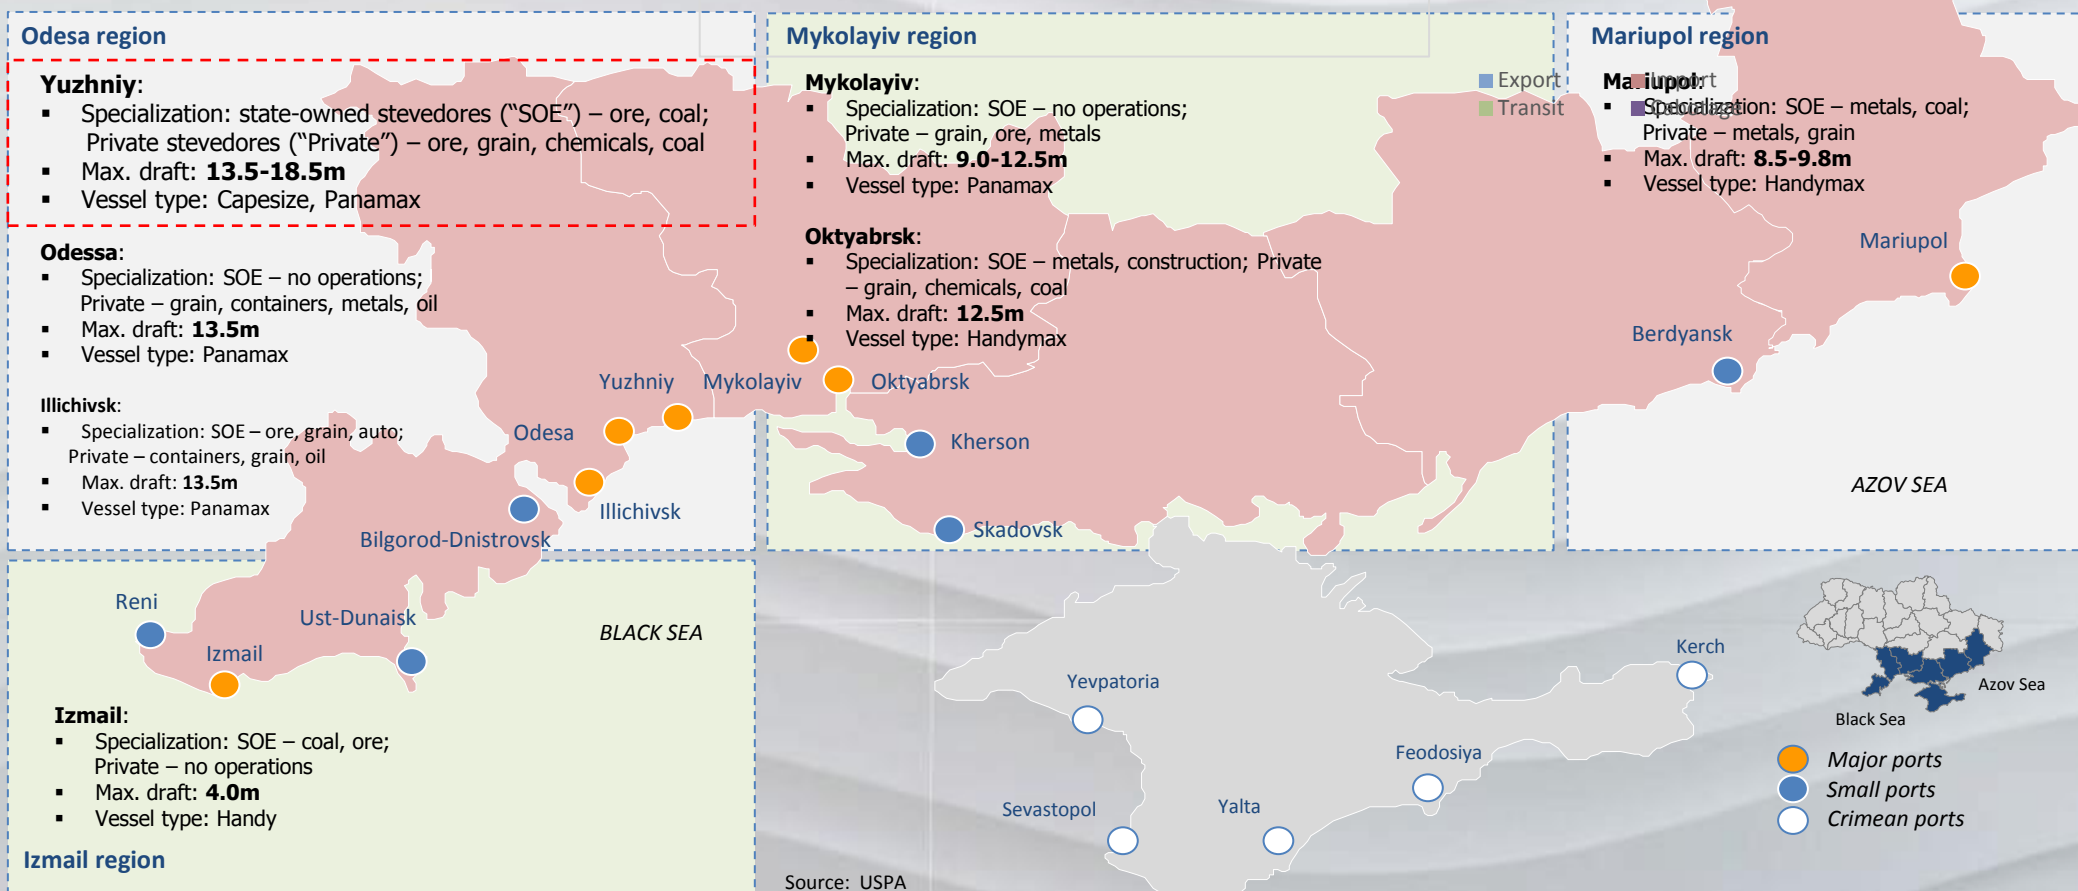 Odesa region
Yuzhniy:
▪ Specialization: state-owned stevedores (“SOE”) – ore, coal;
Private stevedores (“Private”) – ore, grain, chemicals, coal
▪ Max. draft: 13.5-18.5m
▪ Vessel type: Capesize, Panamax
Odessa:
▪ Specialization: SOE – no operations;
Private – grain, containers, metals, oil
▪ Max. draft: 13.5m
▪ Vessel type: Panamax
Illichivsk:
▪ Specialization: SOE – ore, grain, auto;
Private – containers, grain, oil
▪ Max. draft: 13.5m
▪ Vessel type: Panamax
Mykolayiv region
Mykolayiv:
▪ Specialization: SOE – no operations;
Private – grain, ore, metals
▪ Max. draft: 9.0-12.5m
▪ Vessel type: Panamax
Oktyabrsk:
▪ Specialization: SOE – metals, construction; Private
– grain, chemicals, coal
▪ Max. draft: 12.5m
▪ Vessel type: Handymax
Export
Import
Transit
Cabotage
Mariupol region
Mariupol:
▪ Specialization: SOE – metals, coal;
Private – metals, grain
▪ Max. draft: 8.5-9.8m
▪ Vessel type: Handymax
Mariupol
Berdyansk
Yuzhniy
Mykolayiv
Oktyabrsk
Odesa
Kherson
Illichivsk
Skadovsk
Bilgorod-Dnistrovsk
AZOV SEA
Reni
Ust-Dunaisk
Izmail
BLACK SEA
Izmail:
▪ Specialization: SOE – coal, ore;
Private – no operations
▪ Max. draft: 4.0m
▪ Vessel type: Handy
Izmail region
Yevpatoria
Kerch
Feodosiya
Sevastopol
Yalta
Azov Sea
Black Sea
Major ports
Small ports
Crimean ports
Source: USPA